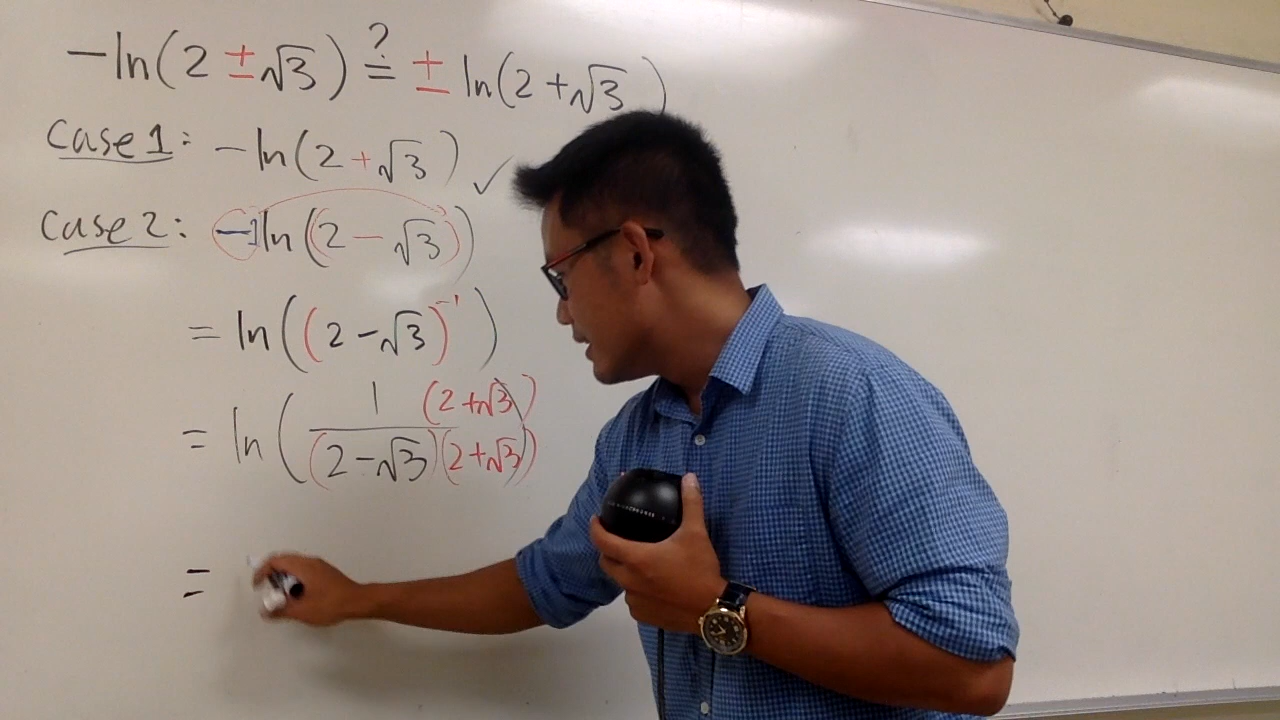 -ln(2 ± √3) ≟ ± ln(2 + √3)
Case 1: -ln(2 + √3) ✓
Case 2: -1 ln(2 - √3)
= ln((2 - √3)^-1)
= ln(1 (2 + √3) / (2 - √3)(2 + √3))
=